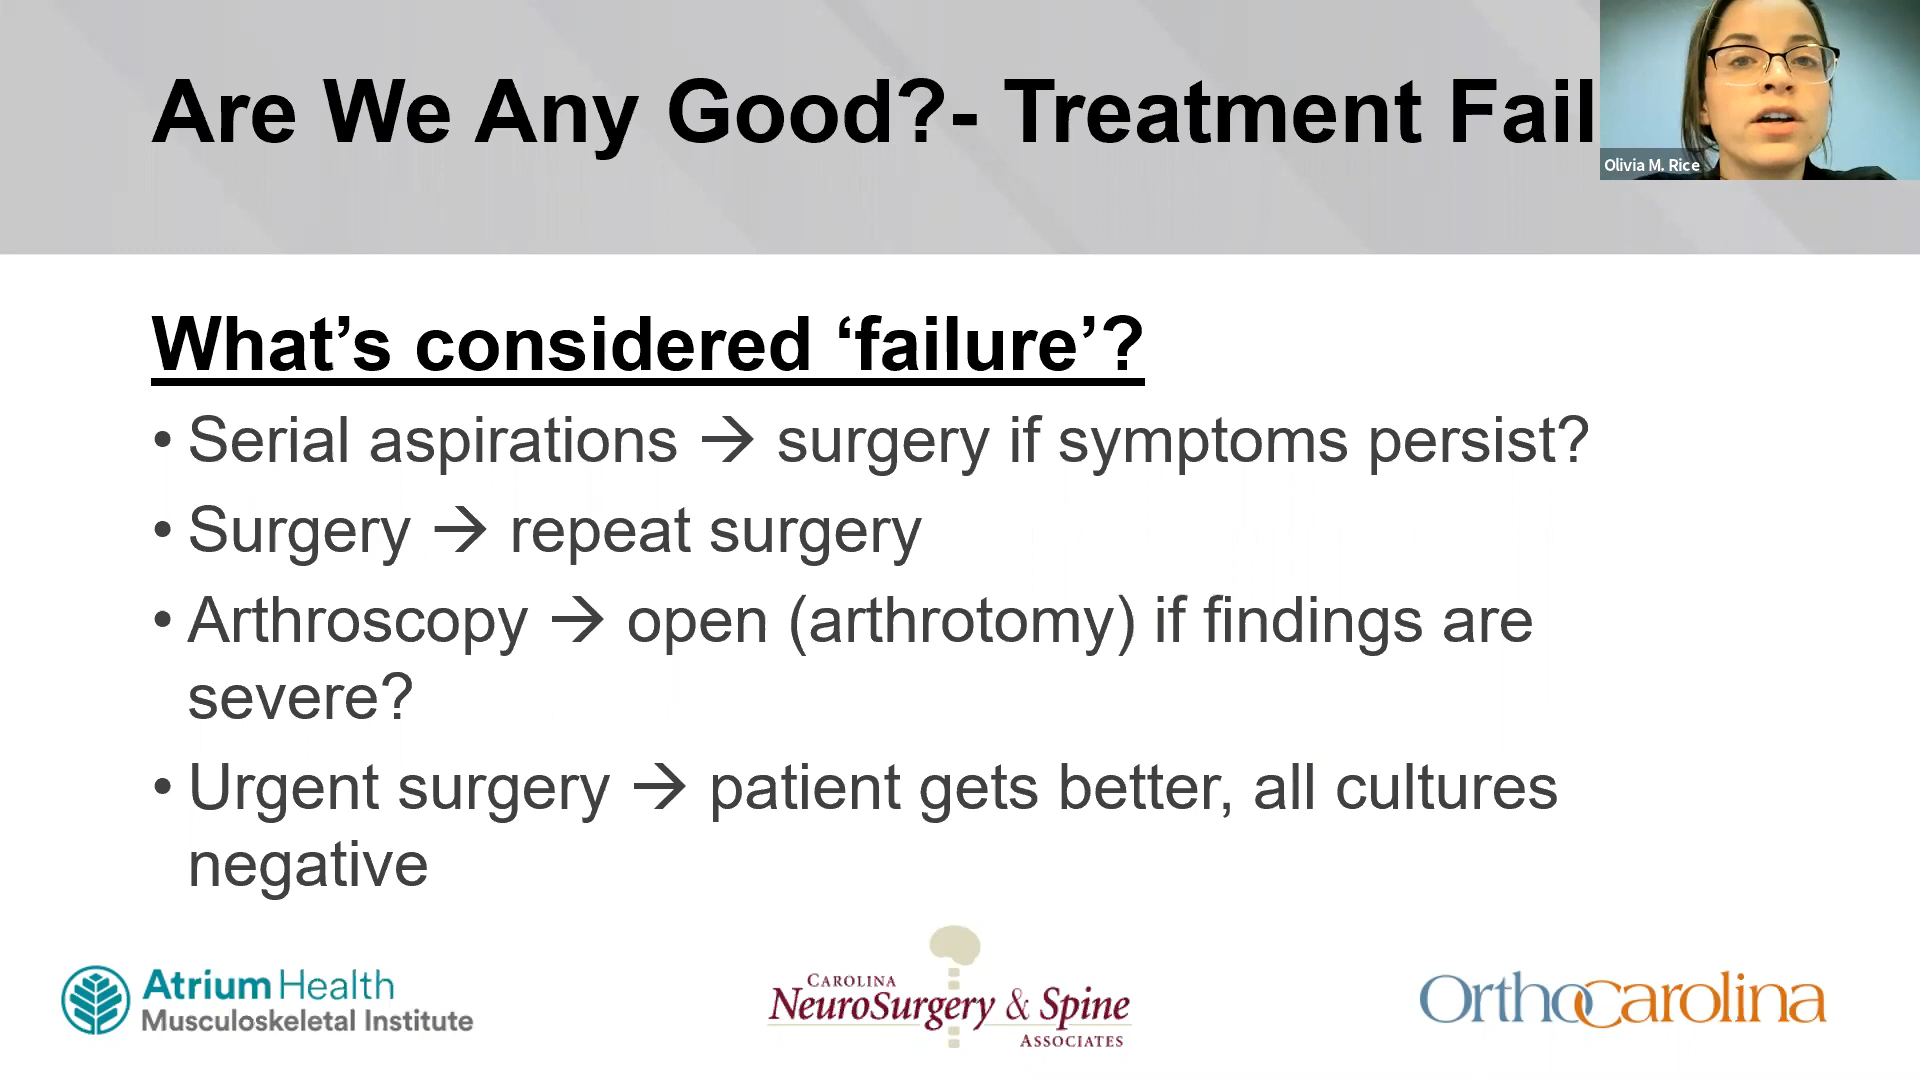 Are We Any Good?- Treatment Fail
Olivia M. Rice
What’s considered ‘failure’?
• Serial aspirations → surgery if symptoms persist?
• Surgery → repeat surgery
• Arthroscopy → open (arthrotomy) if findings are
severe?
• Urgent surgery → patient gets better, all cultures
negative
Atrium Health
Musculoskeletal Institute
CAROLINA
NEUROSURGERY & SPINE
ASSOCIATES
OrthoCarolina